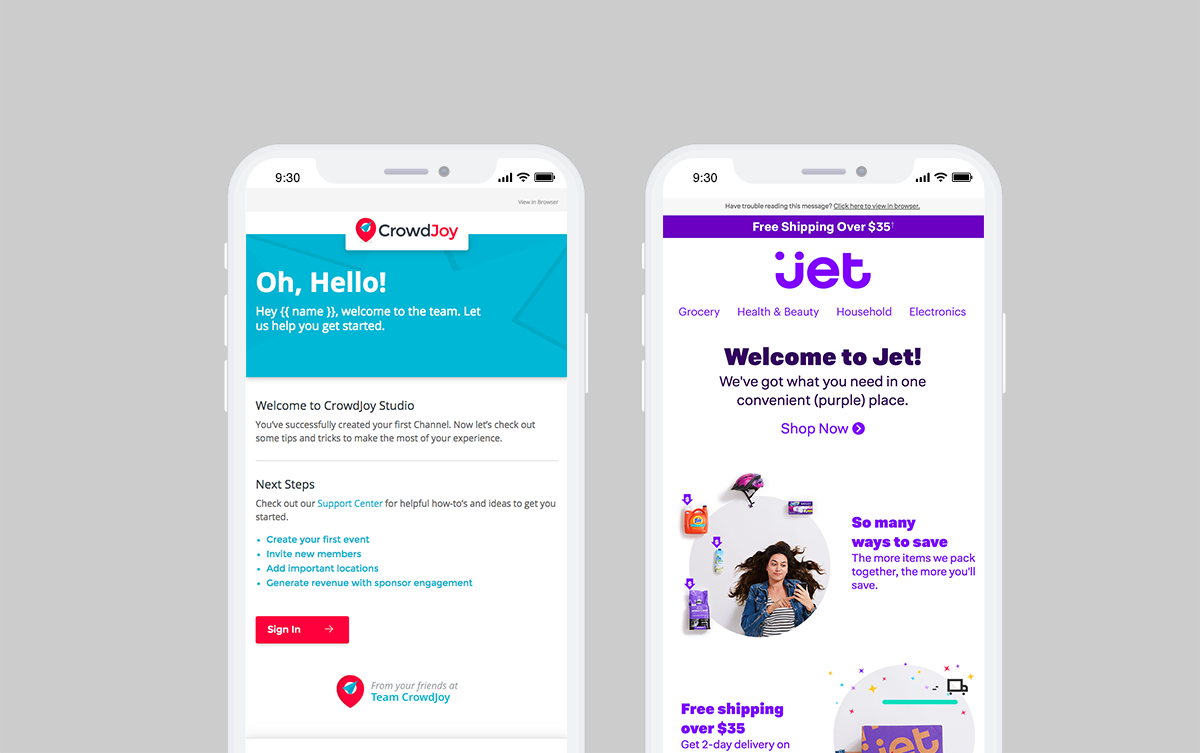 9:30
View in Browser
CrowdJoy
Oh, Hello!
Hey {{ name }}, welcome to the team. Let
us help you get started.
Welcome to CrowdJoy Studio
You've successfully created your first Channel. Now let's check out
some tips and tricks to make the most of your experience.
Next Steps
Check out our Support Center for helpful how-to's and ideas to get you
started.
Create your first event
Invite new members
Add important locations
Generate revenue with sponsor engagement
Sign In
From your friends at
Team CrowdJoy
9:30
Have trouble reading this message? Click here to view in browser.
Free Shipping Over $35†
jet
Grocery Health & Beauty Household Electronics
Welcome to Jet!
We've got what you need in one
convenient (purple) place.
Shop Now
So many
ways to save
The more items we pack
together, the more you'll
save.
Free shipping
over $35
Get 2-day delivery on
jet